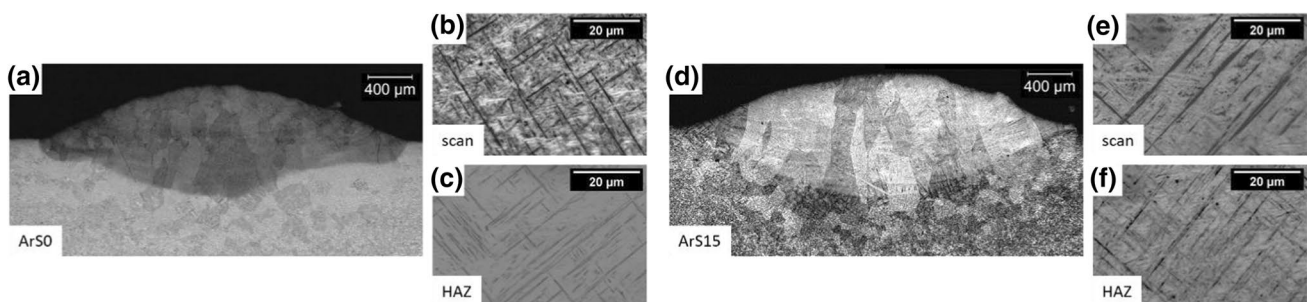 (a)
400 µm
ArS0
(b)
20 µm
scan
(c)
20 µm
HAZ
(d)
400 µm
ArS15
(e)
20 µm
scan
(f)
20 µm
HAZ